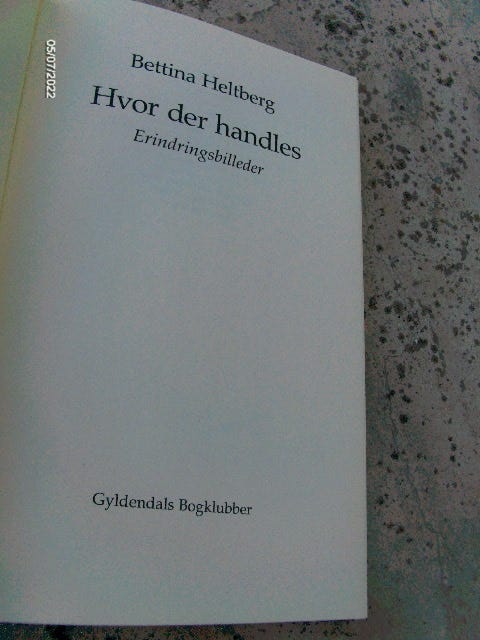 05/07/2022
Bettina Heltberg
Hvor der handles
Erindringsbilleder
Gyldendals Bogklubber